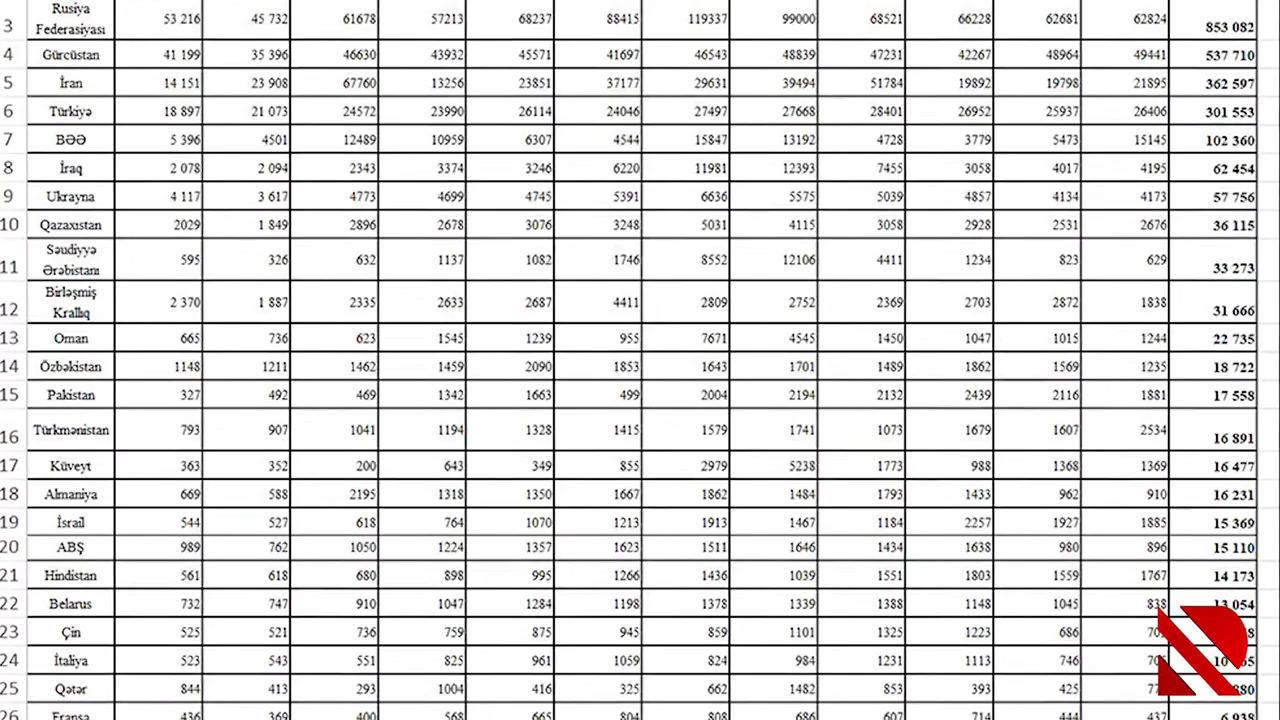 3 Rusiya Federasiyası 53 216 45 732 61678 57213 68237 88415 119337 99000 68521 66228 62681 62824 853 082
4 Gürcüstan 41 199 35 396 46630 43932 45571 41697 46543 48839 47231 42267 48964 49441 537 710
5 İran 14 151 23 908 67760 13256 23851 37177 29631 39494 51784 19892 19798 21895 362 597
6 Türkiyə 18 897 21 073 24572 23990 26114 24046 27497 27668 28401 26952 25937 26406 301 553
7 BƏƏ 5 396 4501 12489 10959 6307 4544 15847 13192 4728 3779 5473 15145 102 360
8 İraq 2 078 2 094 2343 3374 3246 6220 11981 12393 7455 3058 4017 4195 62 454
9 Ukrayna 4 117 3 617 4773 4699 4745 5391 6636 5575 5039 4857 4134 4173 57 756
10 Qazaxıstan 2029 1 849 2896 2678 3076 3248 5031 4115 3058 2928 2531 2676 36 115
11 Səudiyyə Ərəbistanı 595 326 632 1137 1082 1746 8552 12106 4411 1234 823 629 33 273
12 Birləşmiş Krallıq 2 370 1 887 2335 2633 2687 4411 2809 2752 2369 2703 2872 1838 31 666
13 Oman 665 736 623 1545 1239 955 7671 4545 1450 1047 1015 1244 22 735
14 Özbəkistan 1148 1211 1462 1459 2090 1853 1643 1701 1489 1862 1569 1235 18 722
15 Pakistan 327 492 469 1342 1663 499 2004 2194 2132 2439 2116 1881 17 558
16 Türkmənistan 793 907 1041 1194 1328 1415 1579 1741 1073 1679 1607 2534 16 891
17 Küveyt 363 352 200 643 349 855 2979 5238 1773 988 1368 1369 16 477
18 Almaniya 669 588 2195 1318 1350 1667 1862 1484 1793 1433 962 910 16 231
19 İsrail 544 527 618 764 1070 1213 1913 1467 1184 2257 1927 1885 15 369
20 ABŞ 989 762 1050 1224 1357 1623 1511 1646 1434 1638 980 896 15 110
21 Hindistan 561 618 680 898 995 1266 1436 1039 1551 1803 1559 1767 14 173
22 Belarus 732 747 910 1047 1284 1198 1378 1339 1388 1148 1045 838 13 054
23 Çin 525 521 736 759 875 945 859 1101 1325 1223 686
24 İtaliya 523 543 551 825 961 1059 824 984 1231 1113 746
25 Qətər 844 413 293 1004 416 325 662 1482 853 393 425
26 Fransa 436 369 400 568 665 804 808 686 607 714 444 437 6 938